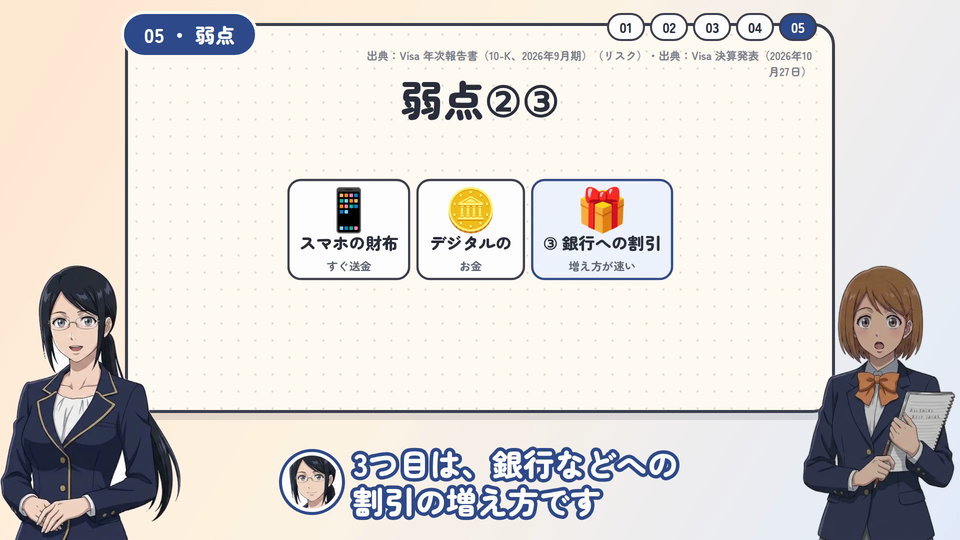 05 ・ 弱点
01 02 03 04 05
出典：Visa 年次報告書（10-K、2026年9月期）（リスク）・出典：Visa 決算発表（2026年10
月27日）
弱点②③
スマホの財布
すぐ送金
デジタルの
お金
③ 銀行への割引
増え方が速い
3つ目は、銀行などへの
割引の増え方です